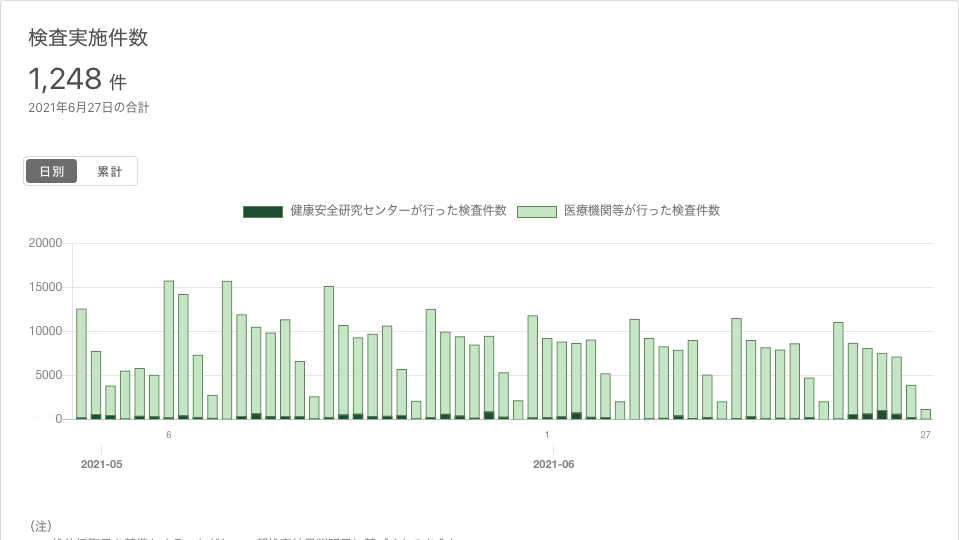 検査実施件数
1,248 件
2021年6月27日の合計
日別 累計
健康安全研究センターが行った検査件数 医療機関等が行った検査件数
20000
15000
10000
5000
0
6 1 27
2021-05 2021-06
（注）